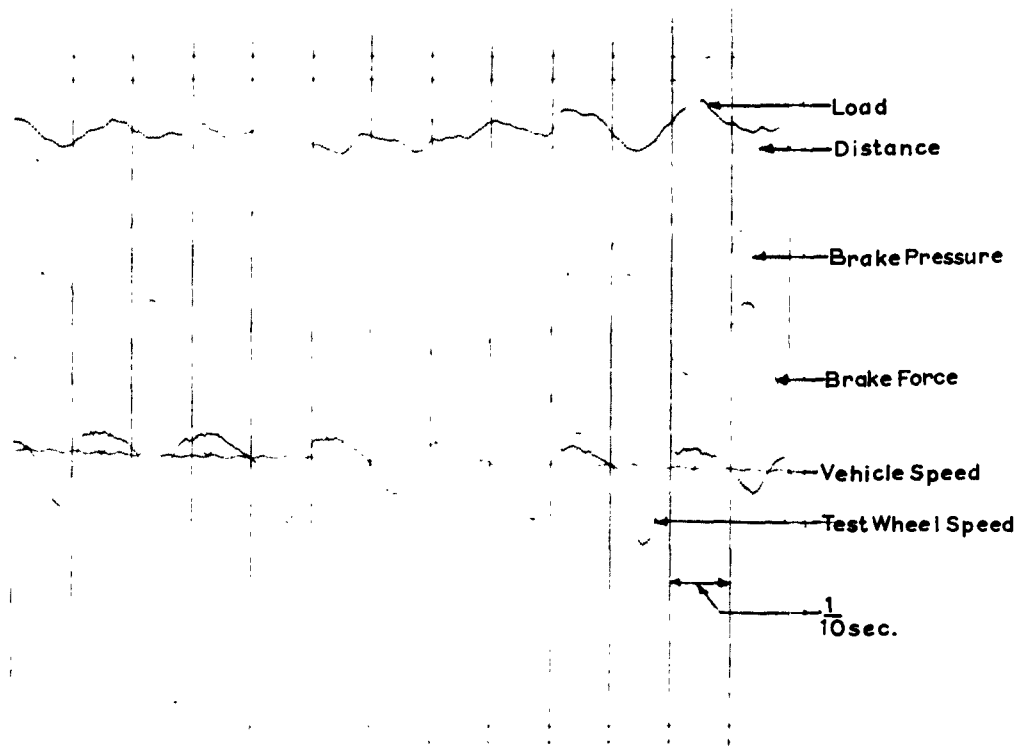 Load
Distance
Brake Pressure
Brake Force
Vehicle Speed
Test Wheel Speed
1
10 sec.